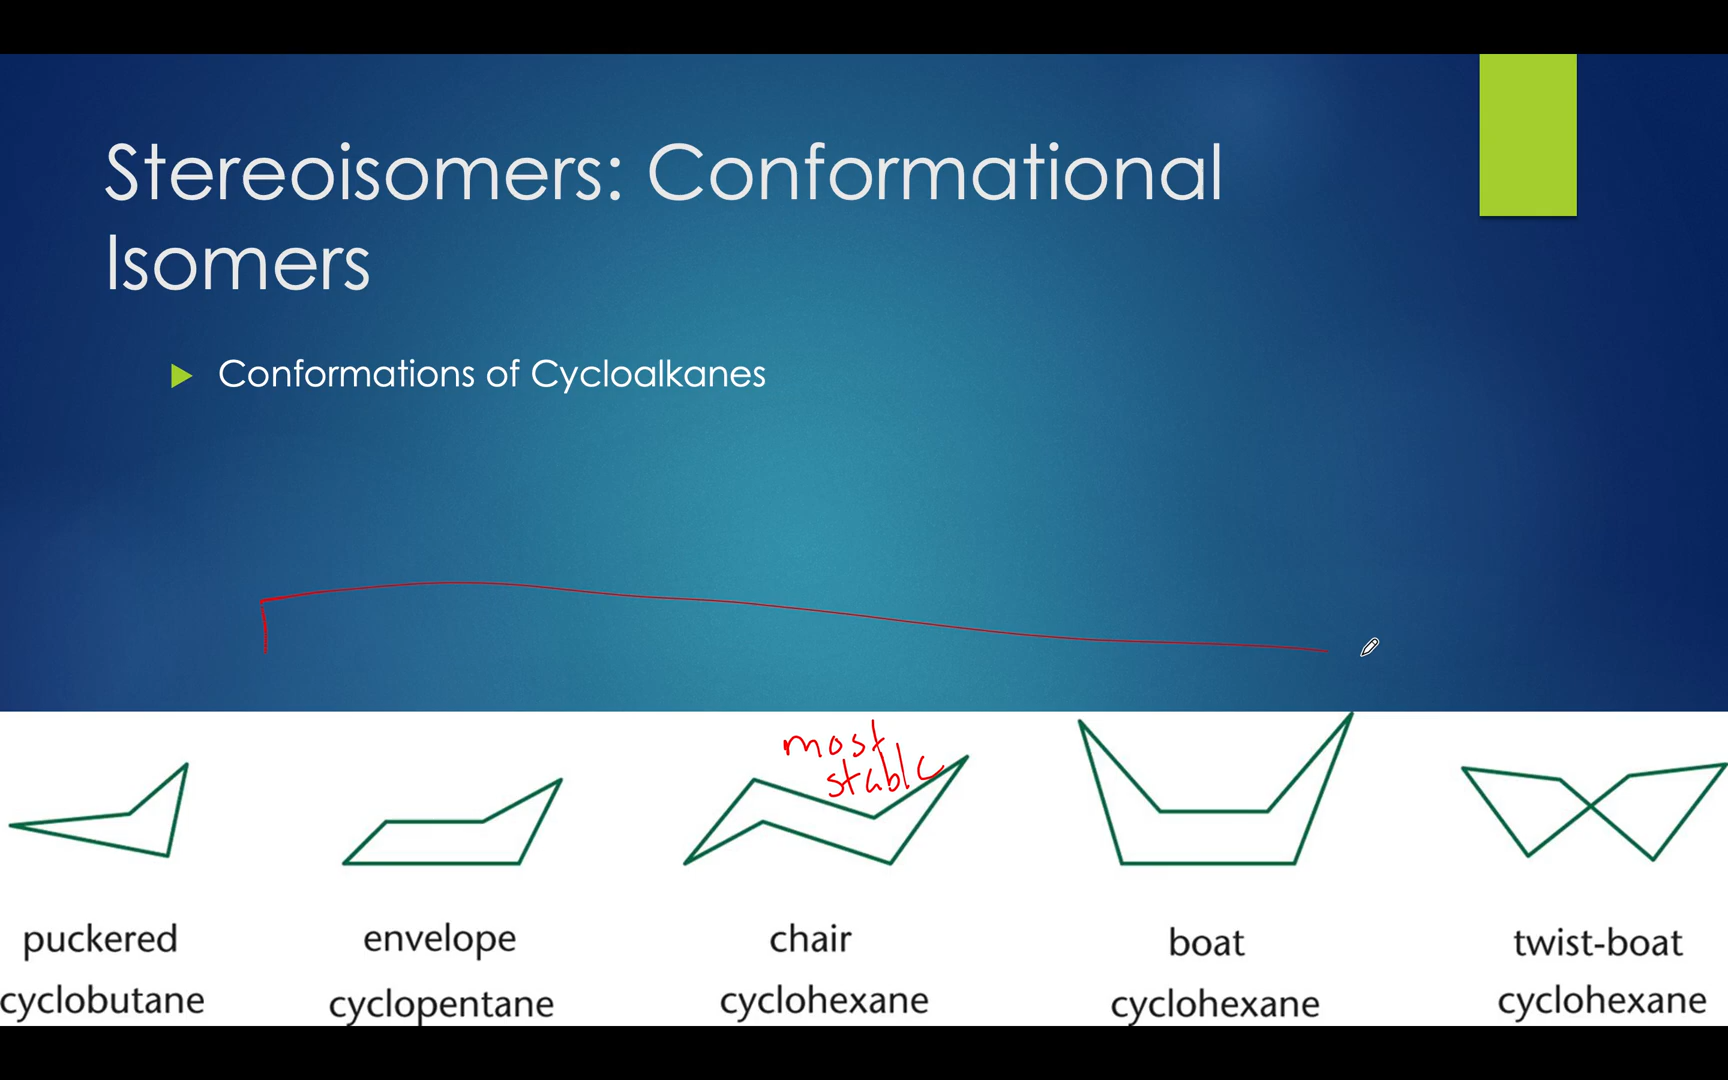 Stereoisomers: Conformational
Isomers
Conformations of Cycloalkanes
most
stable
puckered
cyclobutane
envelope
cyclopentane
chair
cyclohexane
boat
cyclohexane
twist-boat
cyclohexane